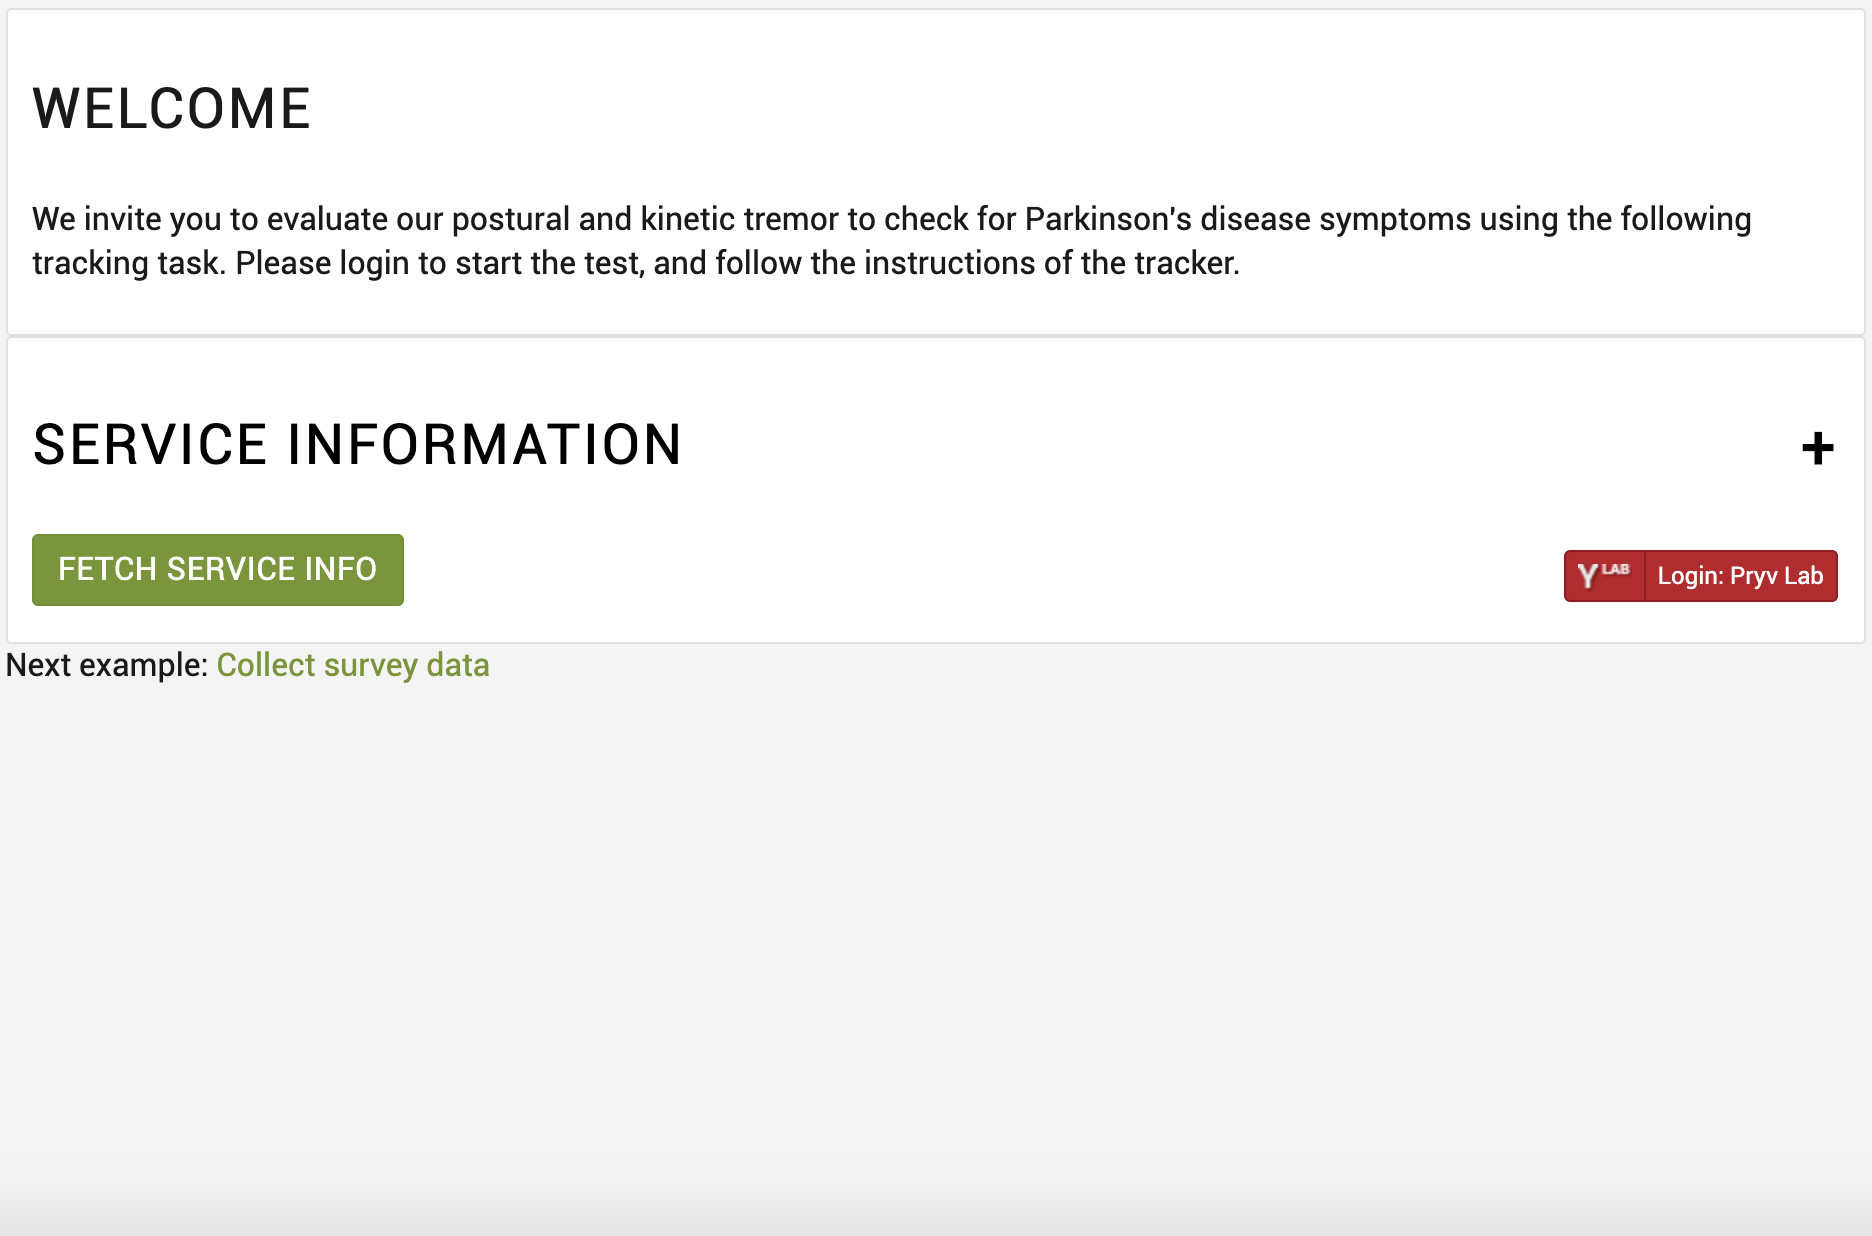 WELCOME
We invite you to evaluate our postural and kinetic tremor to check for Parkinson's disease symptoms using the following
tracking task. Please login to start the test, and follow the instructions of the tracker.
SERVICE INFORMATION +
FETCH SERVICE INFO
Y LAB Login: Pryv Lab
Next example: Collect survey data